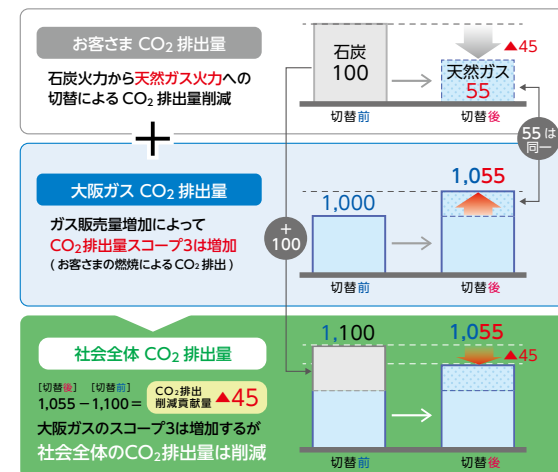 お客さま CO₂ 排出量
石炭火力から天然ガス火力への
切替によるCO₂排出量削減
石炭
100
切替前
▲45
天然ガス
55
切替後
+
55は
同一
大阪ガス CO₂ 排出量
ガス販売量増加によって
CO₂排出量スコープ3は増加
(お客さまの燃焼によるCO₂排出)
+
100
1,000
切替前
1,055
切替後
社会全体 CO₂ 排出量
[切替後] [切替前]
1,055 − 1,100 =
CO₂排出
削減貢献量 ▲45
大阪ガスのスコープ3は増加するが
社会全体のCO₂排出量は削減
1,100
切替前
1,055
▲45
切替後